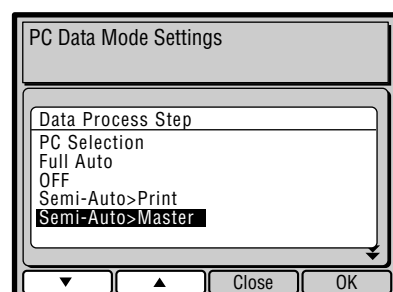 PC Data Mode Settings
Data Process Step
PC Selection
Full Auto
OFF
Semi-Auto>Print
Semi-Auto>Master
▼ ▲ Close OK